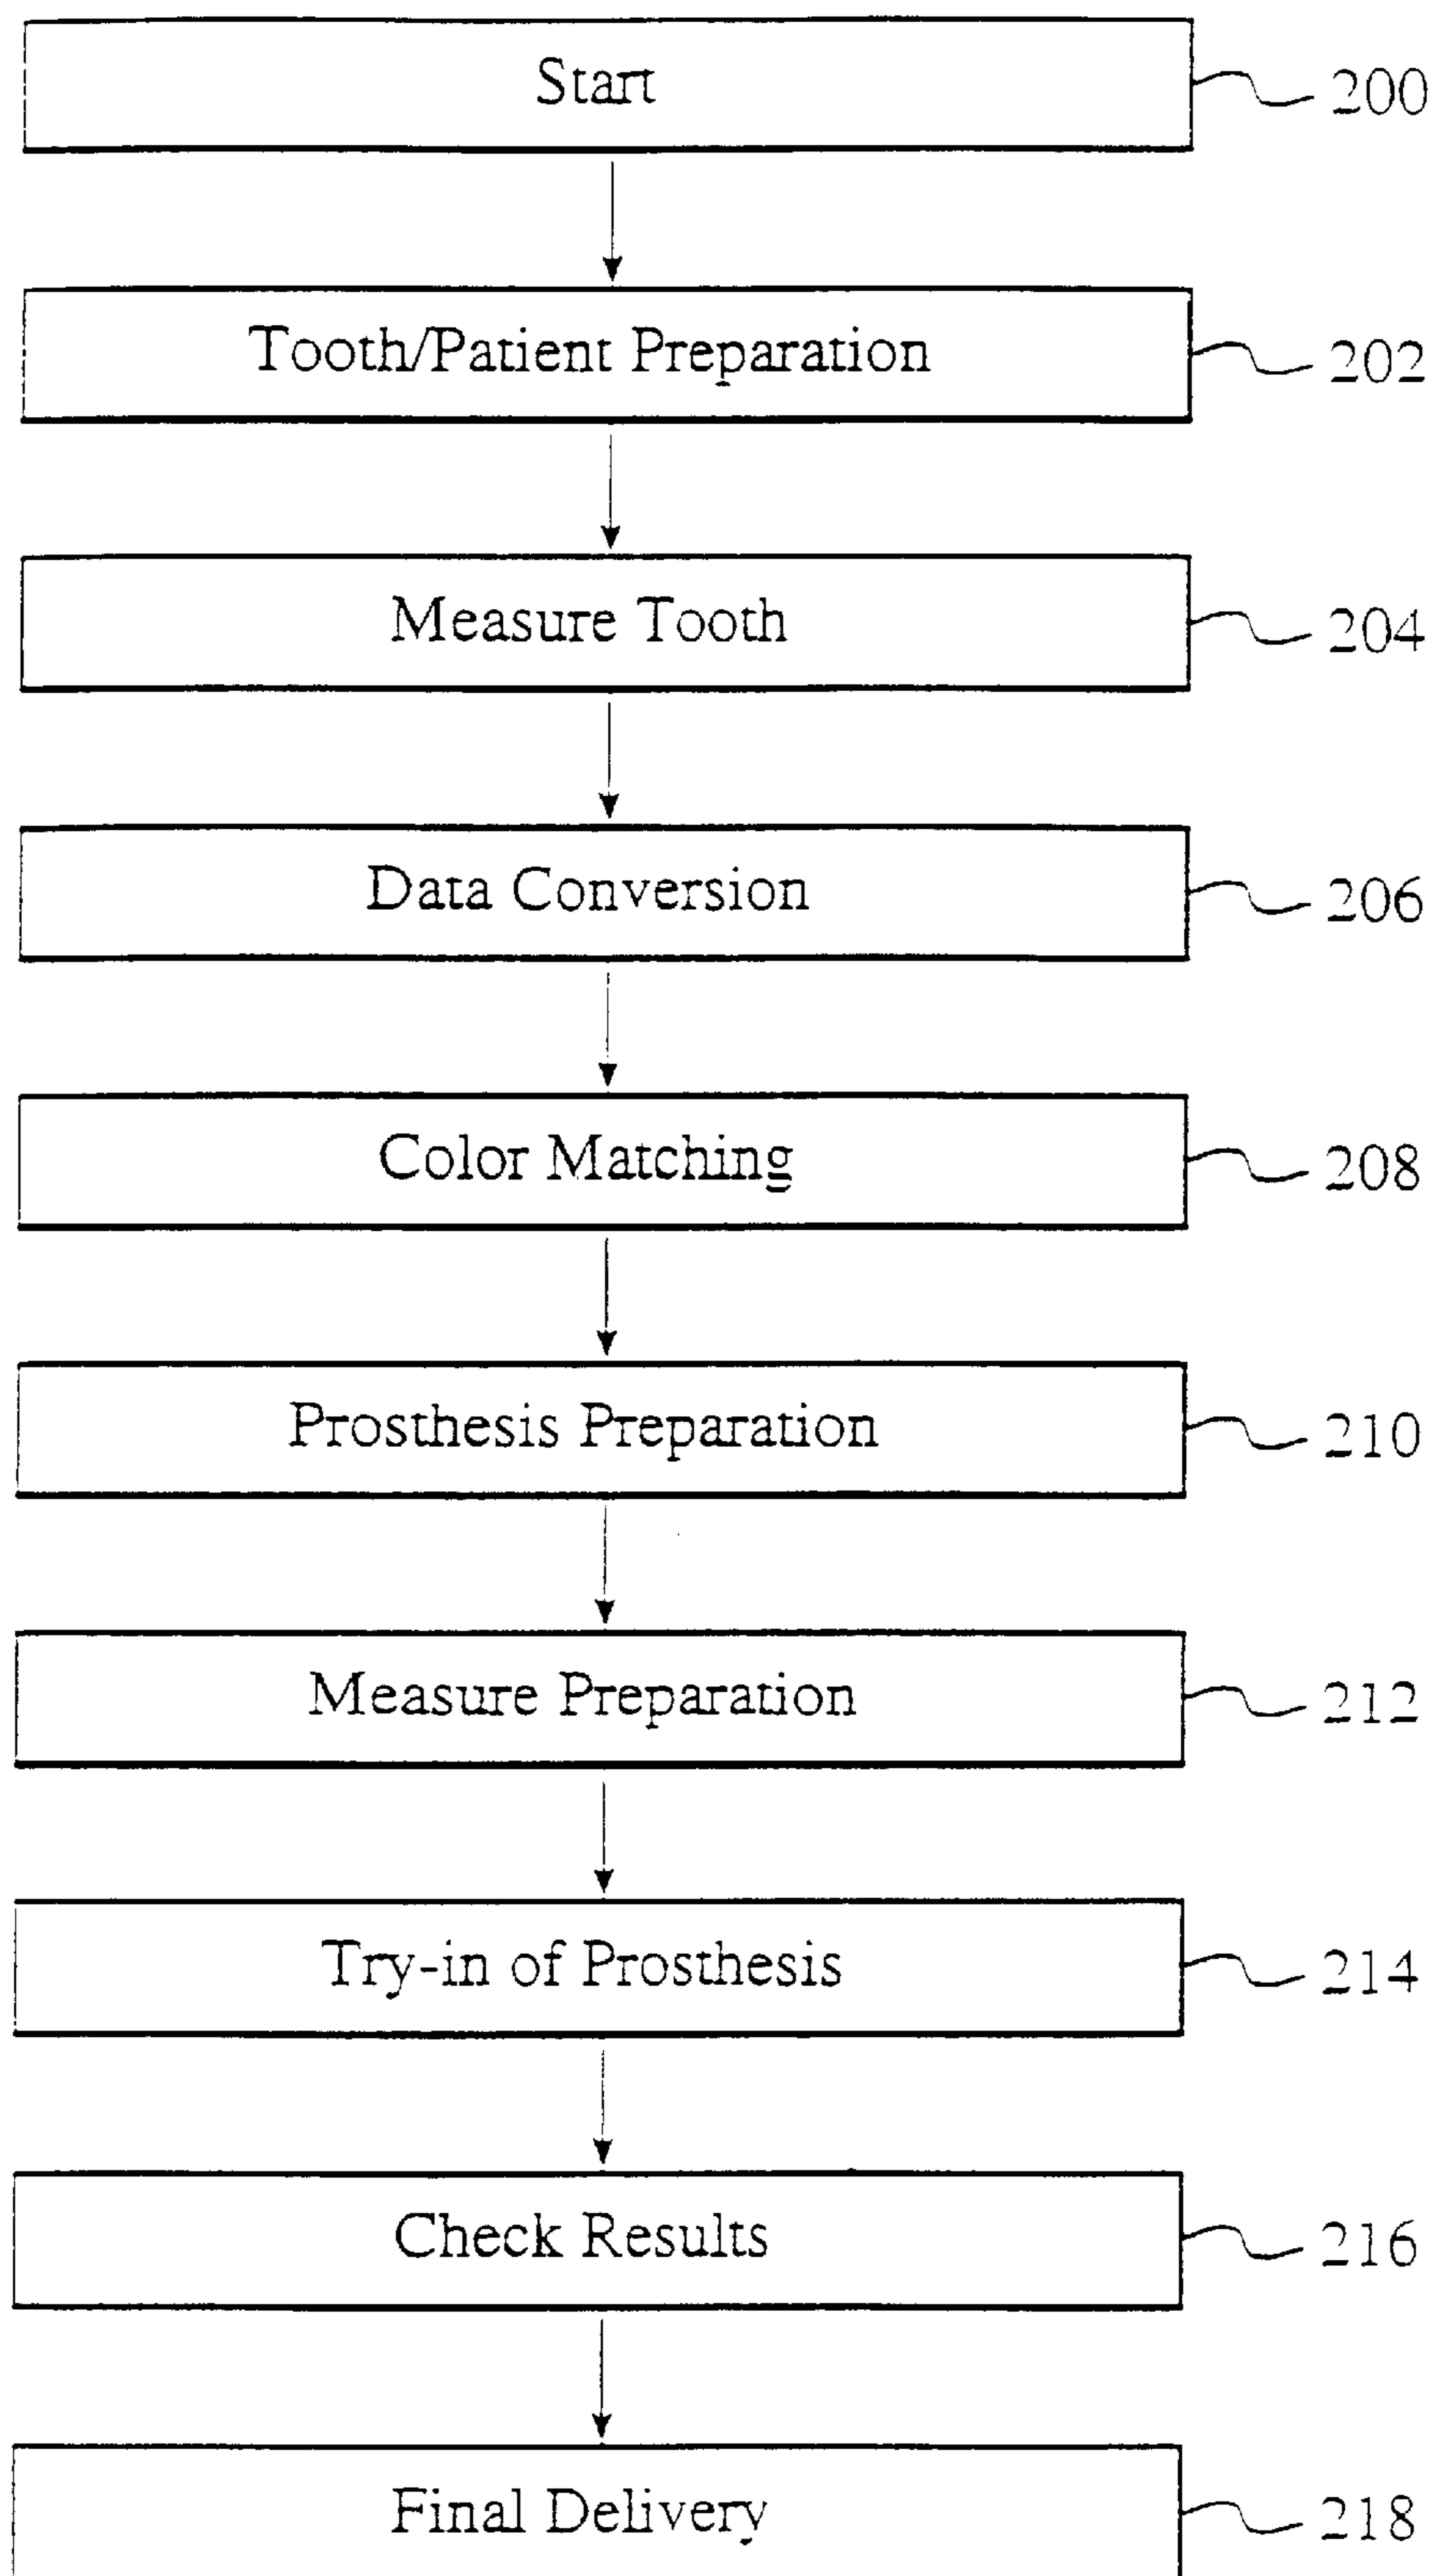 Start 200
Tooth/Patient Preparation 202
Measure Tooth 204
Data Conversion 206
Color Matching 208
Prosthesis Preparation 210
Measure Preparation 212
Try-in of Prosthesis 214
Check Results 216
Final Delivery 218